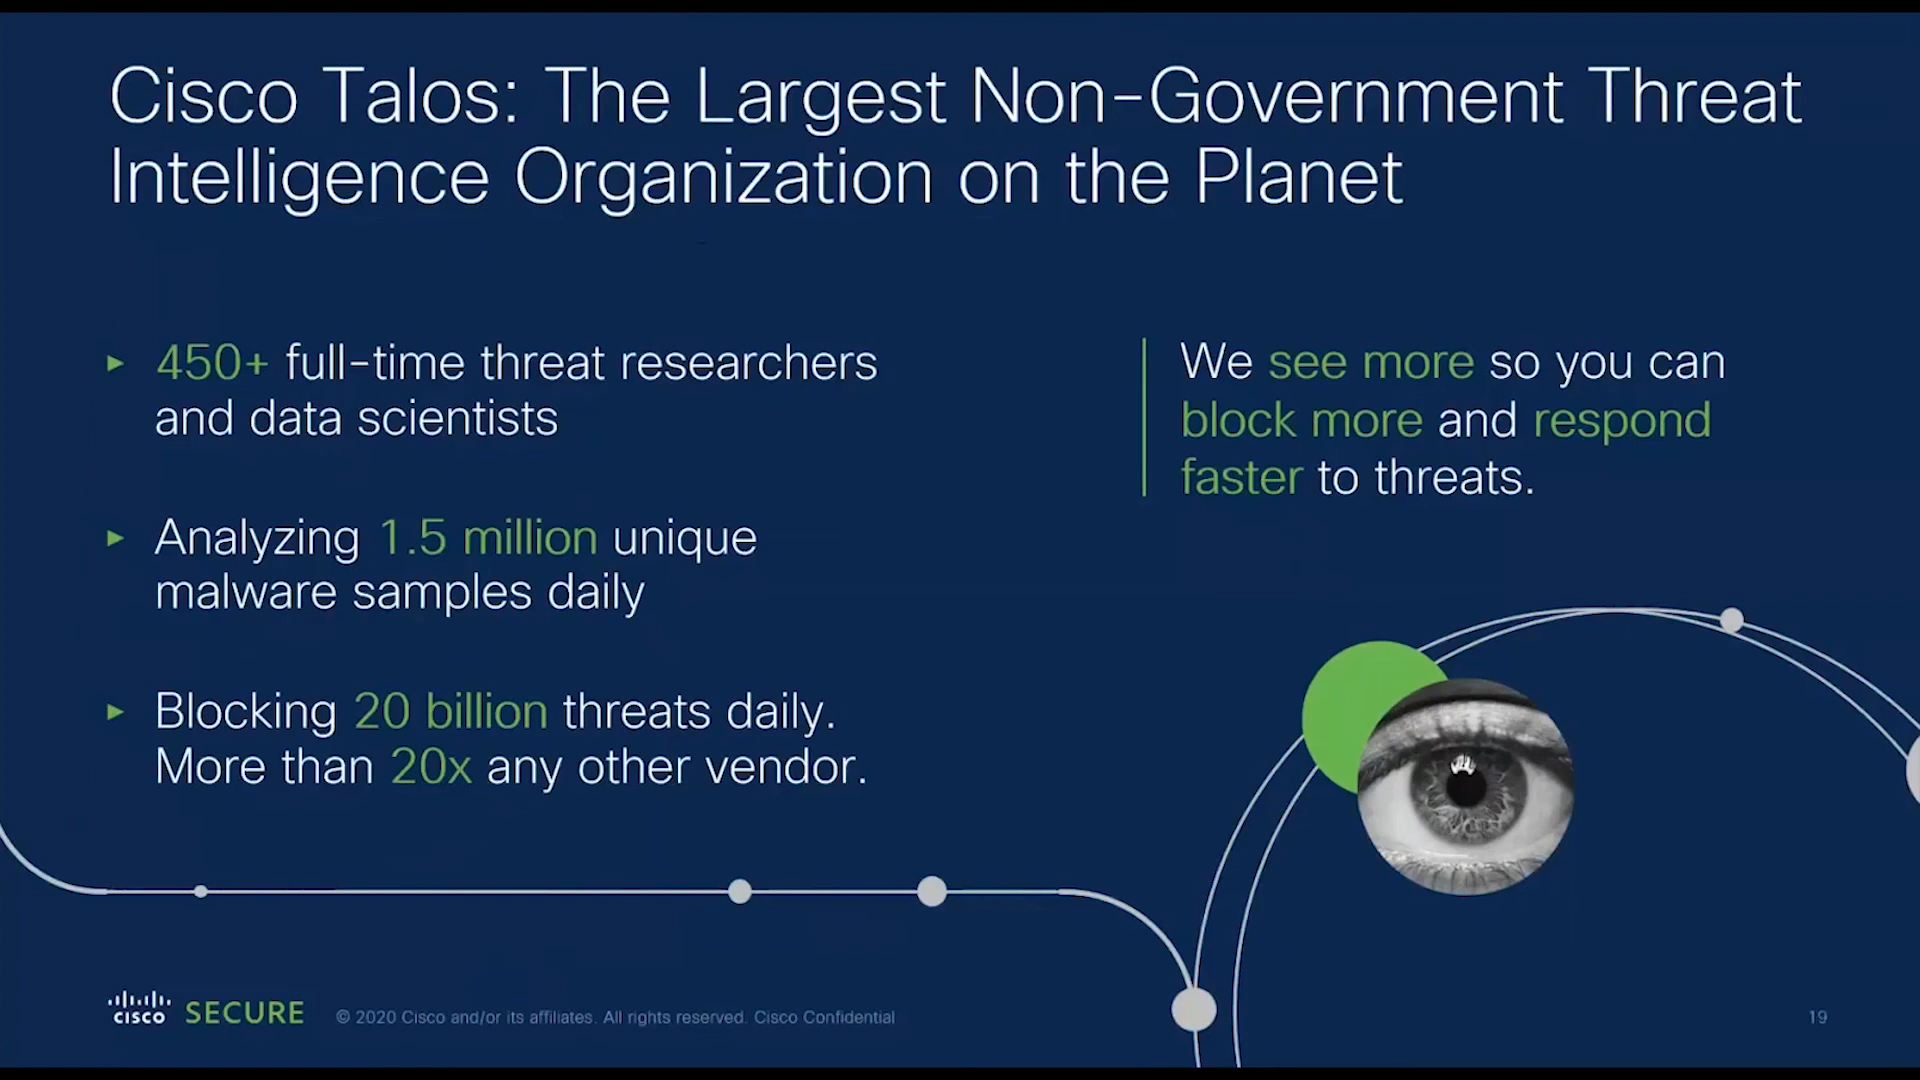 Cisco Talos: The Largest Non-Government Threat
Intelligence Organization on the Planet
450+ full-time threat researchers
and data scientists
Analyzing 1.5 million unique
malware samples daily
Blocking 20 billion threats daily.
More than 20x any other vendor.
We see more so you can
block more and respond
faster to threats.
CISCO SECURE © 2020 Cisco and/or its affiliates. All rights reserved. Cisco Confidential
19